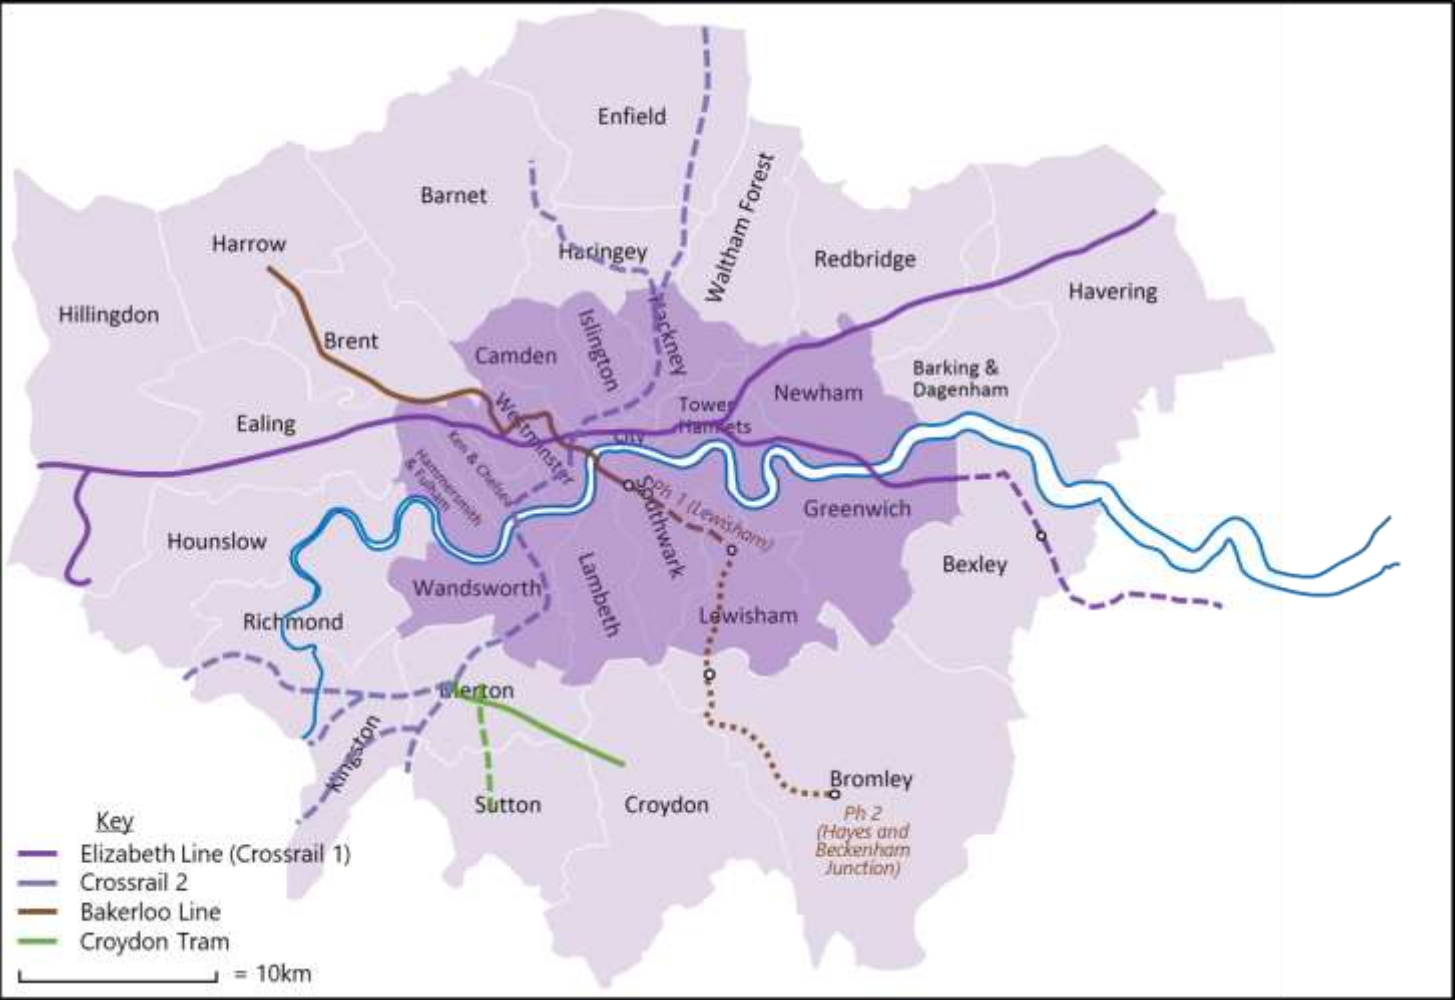 Enfield
Barnet
Waltham Forest
Harrow
Haringey
Redbridge
Havering
Hillingdon
Brent
Islington
Hackney
Camden
Barking &
Dagenham
Newham
Tower
Hamlets
Ealing
Westminster
City
Ken & Chelsea
Hammersmith
& Fulham
Southwark
Ph 1 (Lewisham)
Greenwich
Hounslow
Bexley
Wandsworth
Lambeth
Lewisham
Richmond
Merton
Kingston
Bromley
Sutton
Croydon
Ph 2
(Hayes and
Beckenham
Junction)
Key
Elizabeth Line (Crossrail 1)
Crossrail 2
Bakerloo Line
Croydon Tram
= 10km